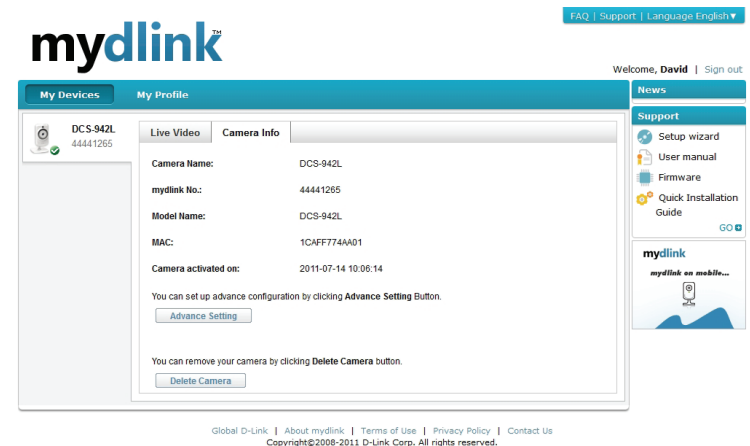 FAQ | Support | Language English▼
mydlink™
Welcome, David | Sign out
My Devices My Profile
DCS-942L
44441265
Live Video Camera Info
Camera Name: DCS-942L
mydlink No.: 44441265
Model Name: DCS-942L
MAC: 1CAFF774AA01
Camera activated on: 2011-07-14 10:06:14
You can set up advance configuration by clicking Advance Setting Button.
Advance Setting
You can remove your camera by clicking Delete Camera button.
Delete Camera
News
Support
Setup wizard
User manual
Firmware
Quick Installation
Guide
GO
mydlink
mydlink on mobile...
Global D-Link | About mydlink | Terms of Use | Privacy Policy | Contact Us
Copyright©2008-2011 D-Link Corp. All rights reserved.